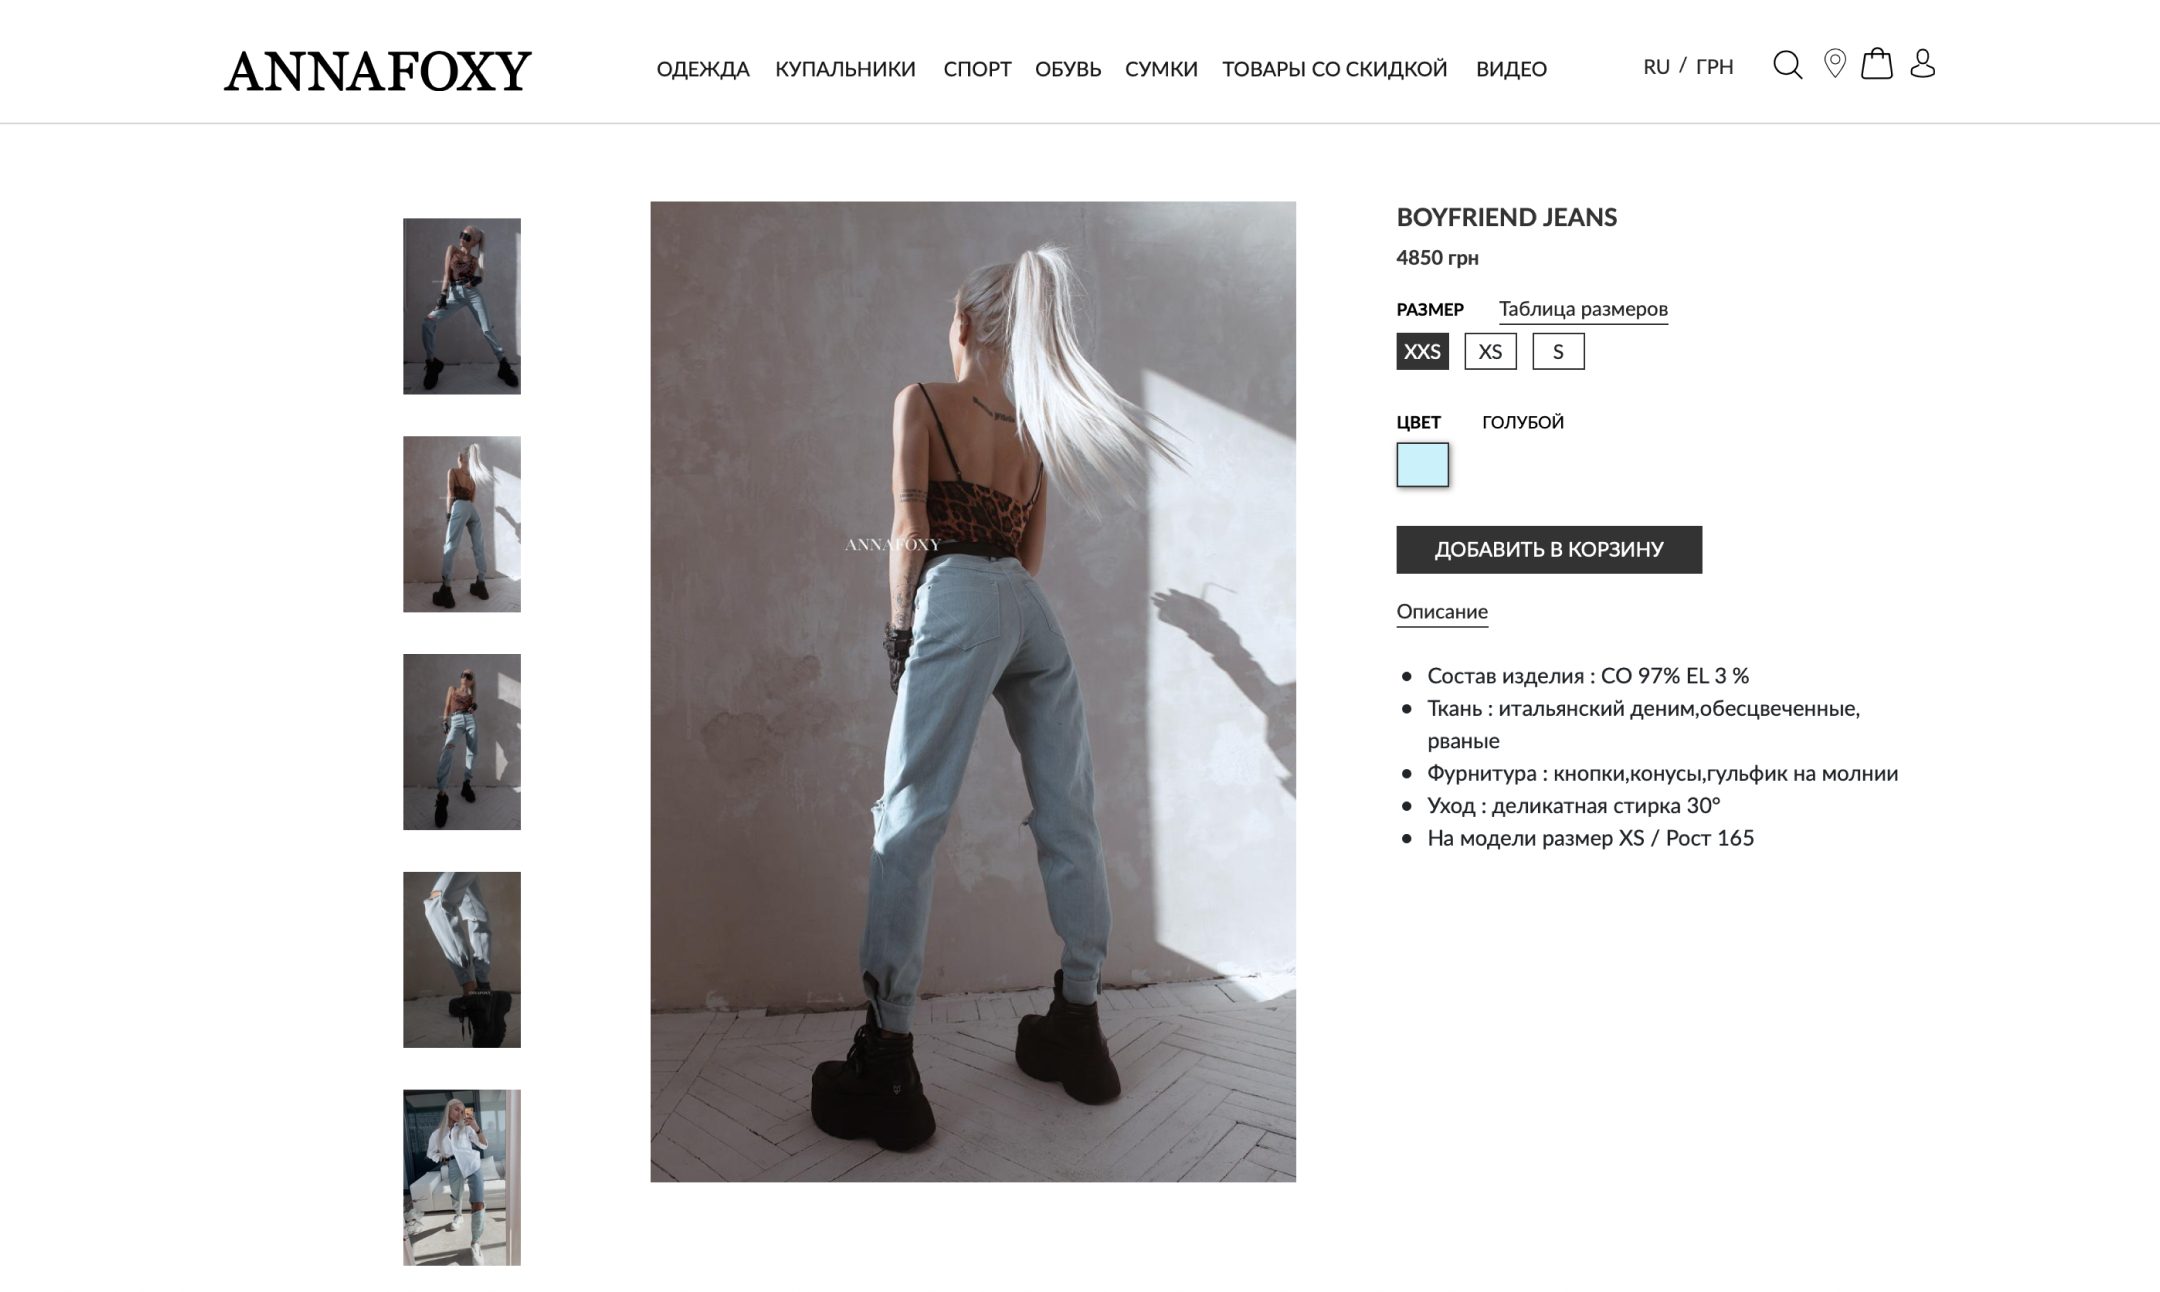 ANNAFOXY
ОДЕЖДА КУПАЛЬНИКИ СПОРТ ОБУВЬ СУМКИ ТОВАРЫ СО СКИДКОЙ ВИДЕО
RU / ГРН
BOYFRIEND JEANS
4850 грн
РАЗМЕР Таблица размеров
XXS XS S
ЦВЕТ ГОЛУБОЙ
ANNAFOXY
ДОБАВИТЬ В КОРЗИНУ
Описание
Состав изделия : CO 97% EL 3 %
Ткань : итальянский деним,обесцвеченные,
рваные
Фурнитура : кнопки,конусы,гульфик на молнии
Уход : деликатная стирка 30°
На модели размер XS / Рост 165
ANNAFOXY